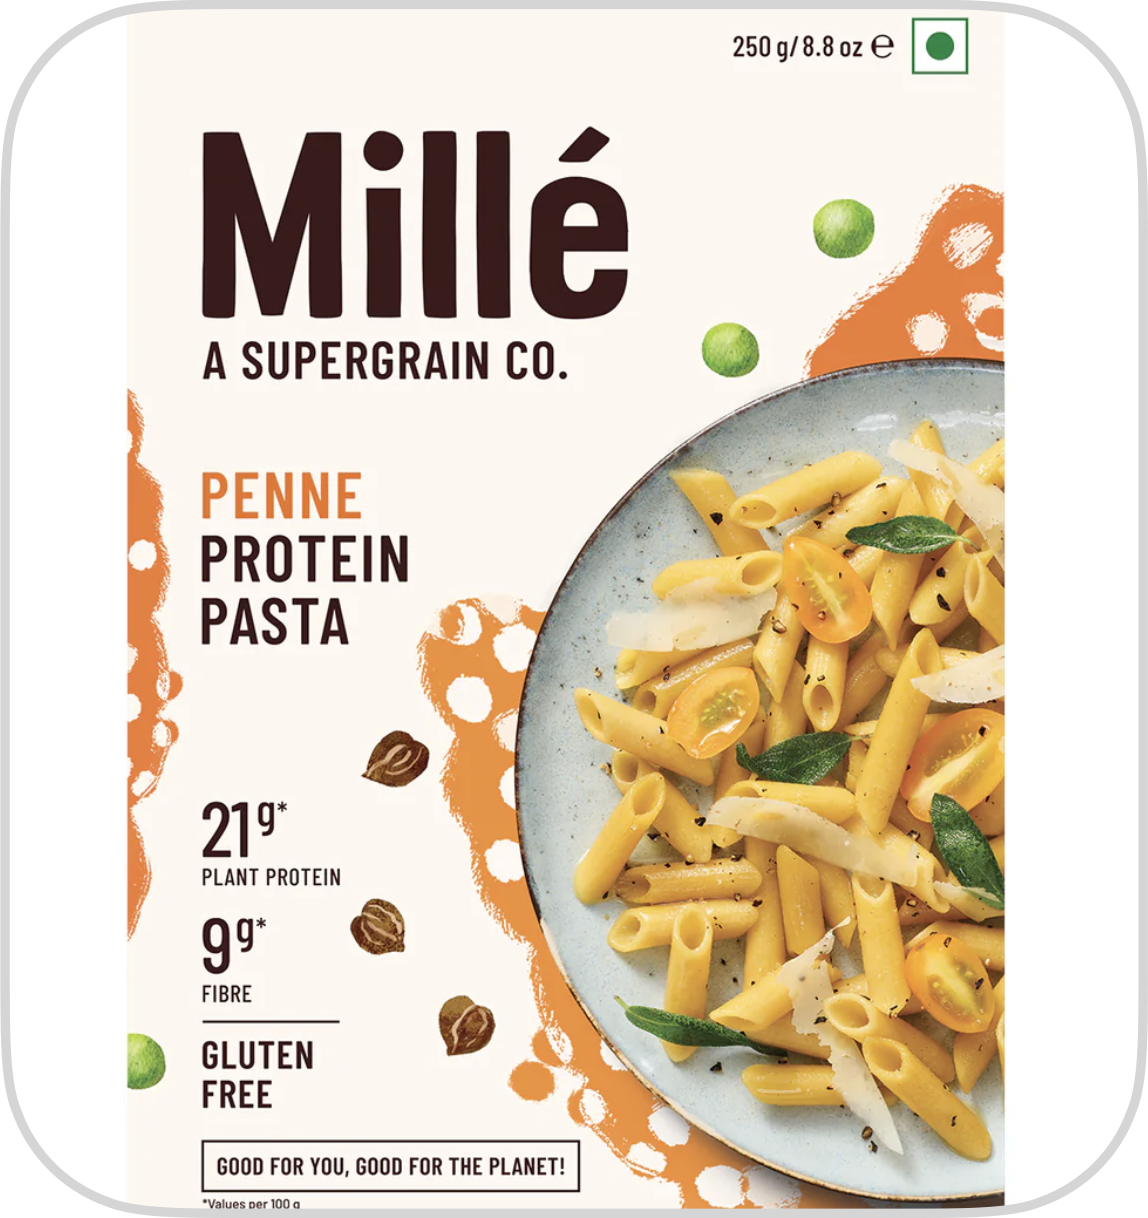 250 g/8.8 oz ℮
Millé
A SUPERGRAIN CO.
PENNE
PROTEIN
PASTA
21g*
PLANT PROTEIN
9g*
FIBRE
GLUTEN
FREE
GOOD FOR YOU, GOOD FOR THE PLANET!
*Values per 100 g